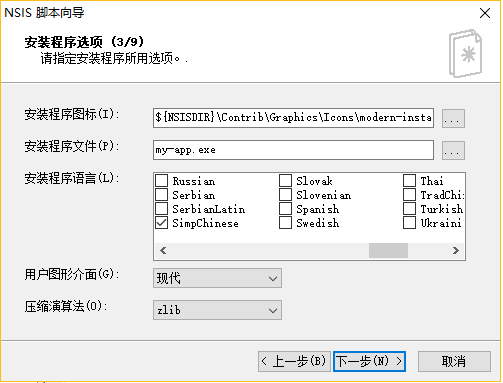 NSIS 脚本向导
安装程序选项 (3/9)
请指定安装程序所用选项。.
安装程序图标(I):
${NSISDIR}\Contrib\Graphics\Icons\modern-insta
...
安装程序文件(P):
my-app.exe
...
安装程序语言(L):
Russian Slovak Thai
Serbian Slovenian TradChi
SerbianLatin Spanish Turkish
SimpChinese Swedish Ukraini
用户图形介面(G):
现代
压缩演算法(O):
zlib
< 上一步(B) 下一步(N) > 取消